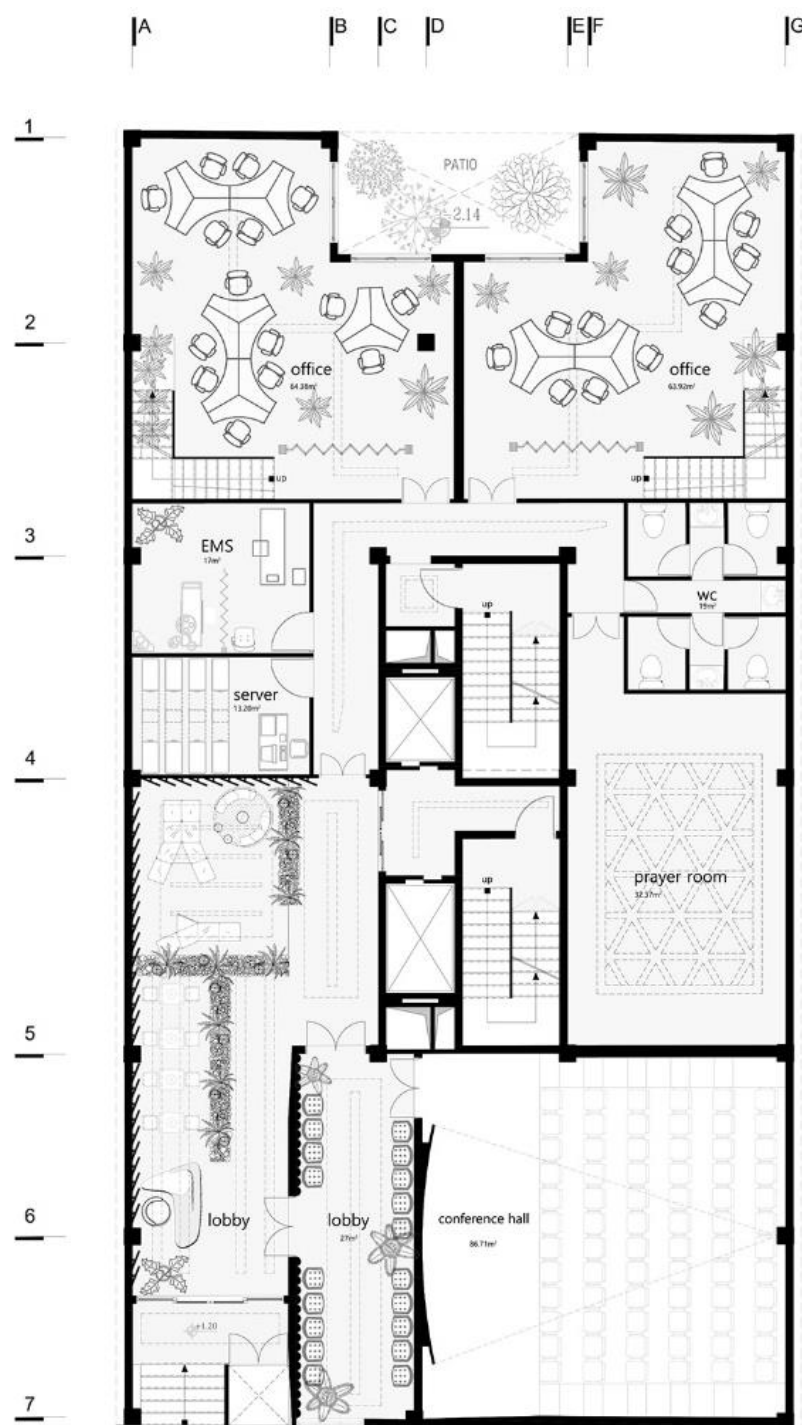 A B C D E F G
1
PATIO
-2.14
2
office
64.38m²
office
63.92m²
up
up
3
EMS
17m²
up
wc
19m²
server
13.20m²
4
up
prayer room
32.37m²
5
6
lobby
lobby
27m²
conference hall
86.71m²
+1.20
7